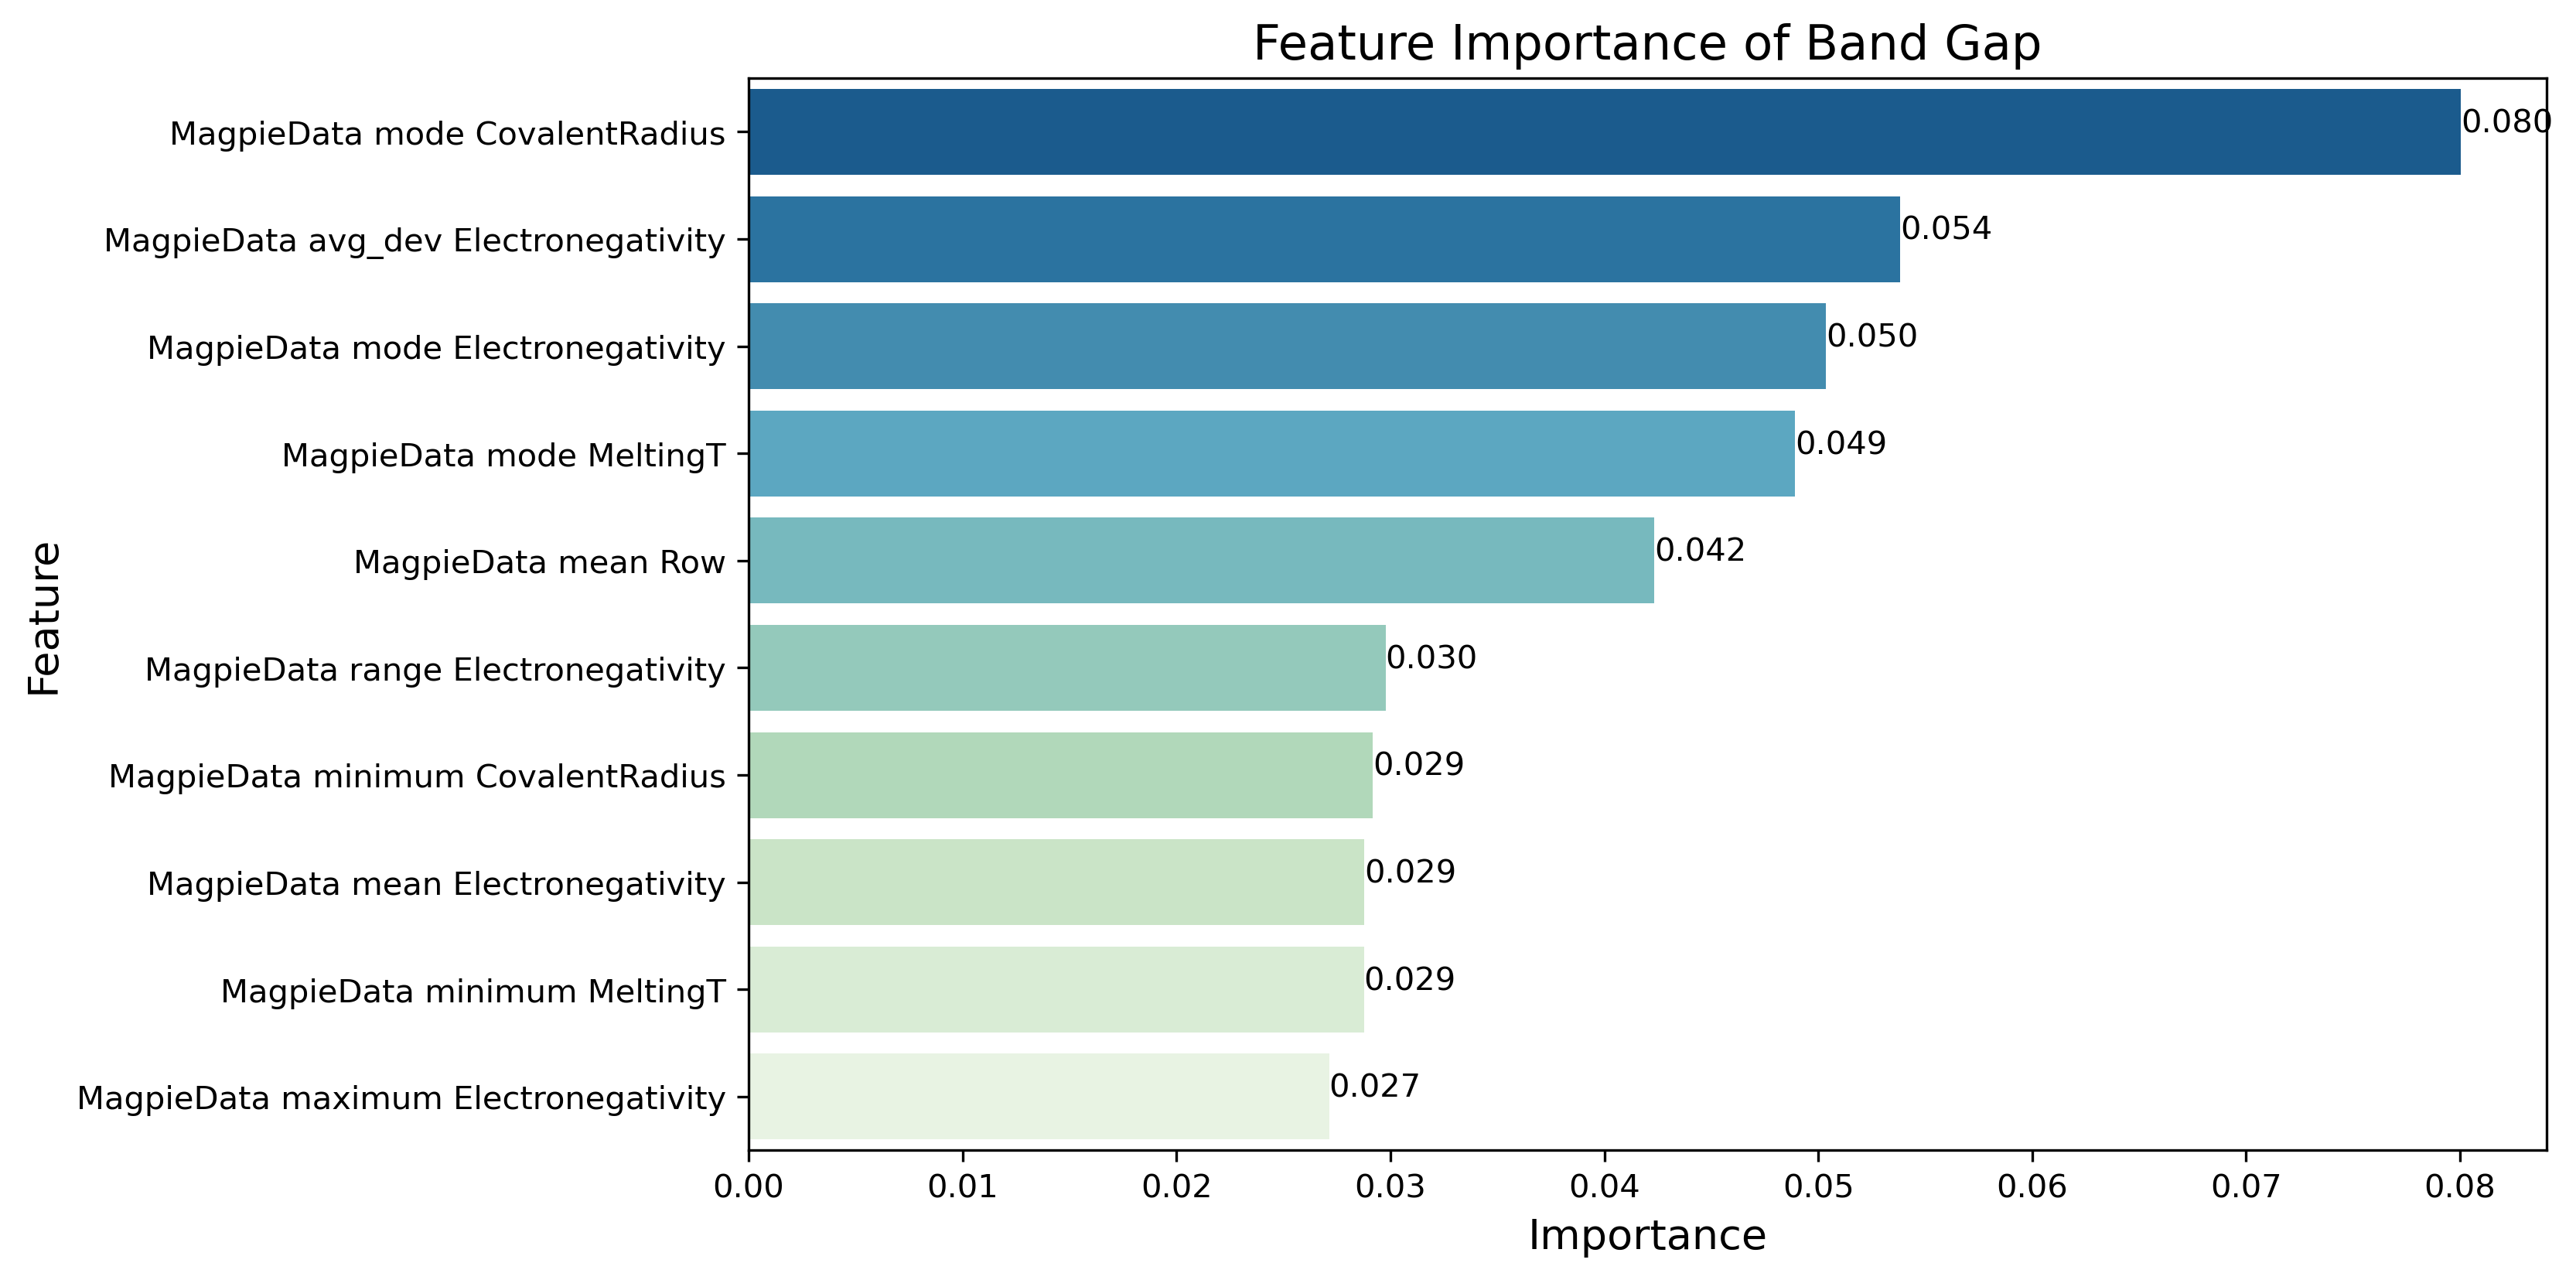 Feature Importance of Band Gap
MagpieData mode CovalentRadius
0.080
MagpieData avg_dev Electronegativity
0.054
MagpieData mode Electronegativity
0.050
MagpieData mode MeltingT
0.049
MagpieData mean Row
0.042
MagpieData range Electronegativity
0.030
MagpieData minimum CovalentRadius
0.029
MagpieData mean Electronegativity
0.029
MagpieData minimum MeltingT
0.029
MagpieData maximum Electronegativity
0.027
Feature
0.00 0.01 0.02 0.03 0.04 0.05 0.06 0.07 0.08
Importance